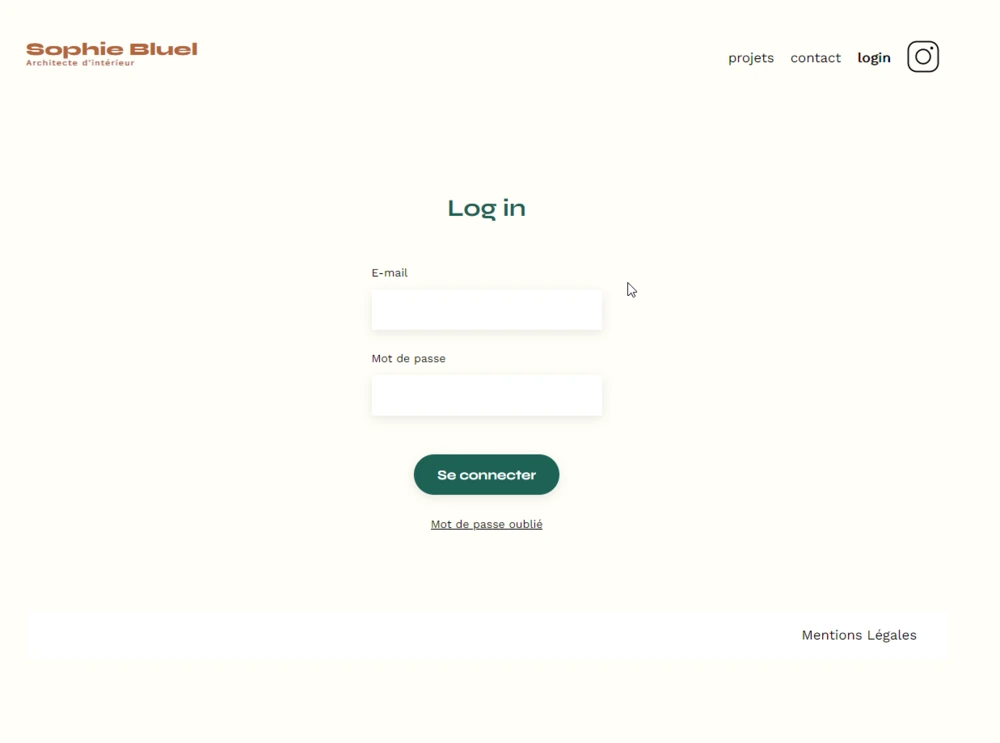 Sophie Bluel
Architecte d'intérieur
projets contact login
Log in
E-mail
Mot de passe
Se connecter
Mot de passe oublié
Mentions Légales